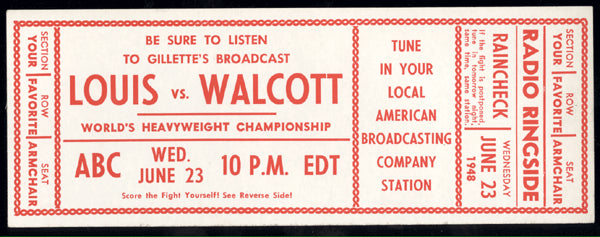 SECTION ROW SEAT
YOUR FAVORITE ARMCHAIR
BE SURE TO LISTEN
TO GILLETTE'S BROADCAST
LOUIS vs. WALCOTT
WORLD'S HEAVYWEIGHT CHAMPIONSHIP
ABC WED. JUNE 23 10 P.M. EDT
Score the Fight Yourself! See Reverse Side!
TUNE
IN YOUR
LOCAL
AMERICAN
BROADCASTING
COMPANY
STATION
RADIO RINGSIDE
RAINCHECK
WEDNESDAY
JUNE 23
1948
If the fight is postponed,
tune in tomorrow eight,
same time, same station.
SECTION ROW SEAT
YOUR FAVORITE ARMCHAIR